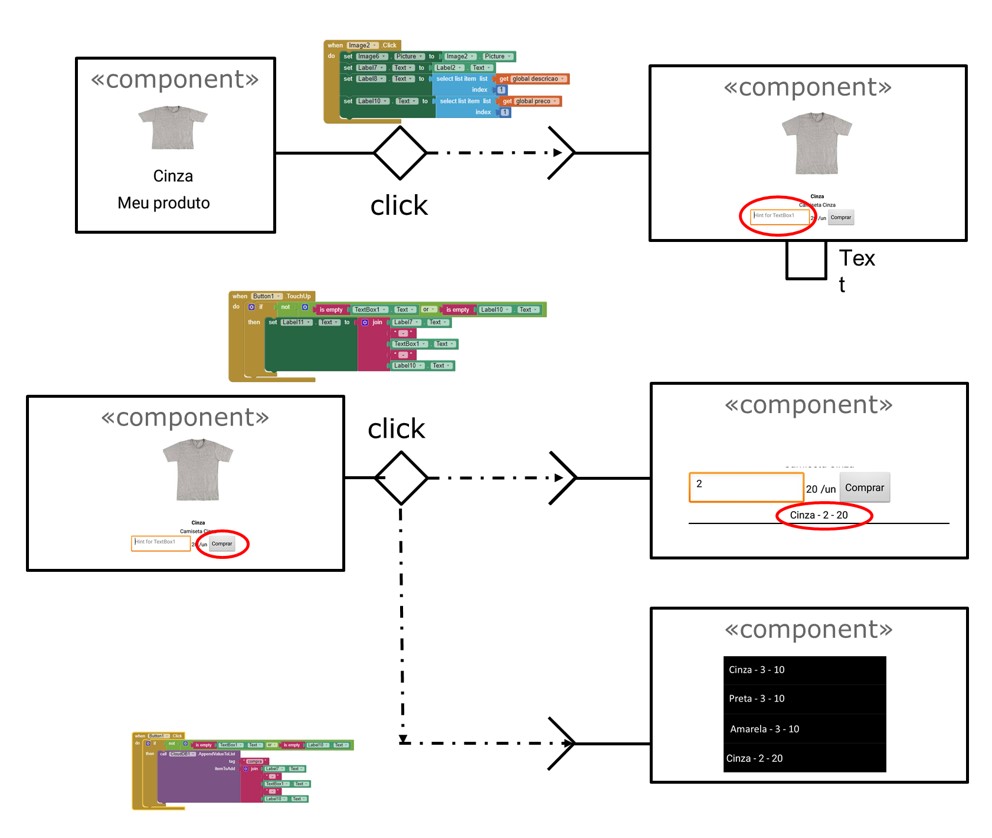 «component»
Cinza
Meu produto
when Image2 .Click
do set Image6 . Picture to Image2 . Picture
set Label7 . Text to Label2 . Text
set Label8 . Text to select list item list get global descricao
index 1
set Label10 . Text to select list item list get global preco
index 1
click
«component»
Cinza
Camiseta Cinza
Hint for TextBox1 20 /un Comprar
Tex
t
when Button1 .TouchUp
do if not is empty TextBox1 . Text or is empty Label10 . Text
then set Label11 . Text to join Label7 . Text
" - "
TextBox1 . Text
" - "
Label10 . Text
«component»
Cinza
Camiseta Cinza
Hint for TextBox1 20 /un Comprar
click
«component»
2
20 /un
Comprar
Cinza - 2 - 20
«component»
Cinza - 3 - 10
Preta - 3 - 10
Amarela - 3 - 10
Cinza - 2 - 20
when Button1 .Click
do if not is empty TextBox1 . Text or is empty Label10 . Text
then call CloudDB1 .AppendValueToList
tag " compra "
itemToAdd join Label7 . Text
" - "
TextBox1 . Text
" - "
Label10 . Text